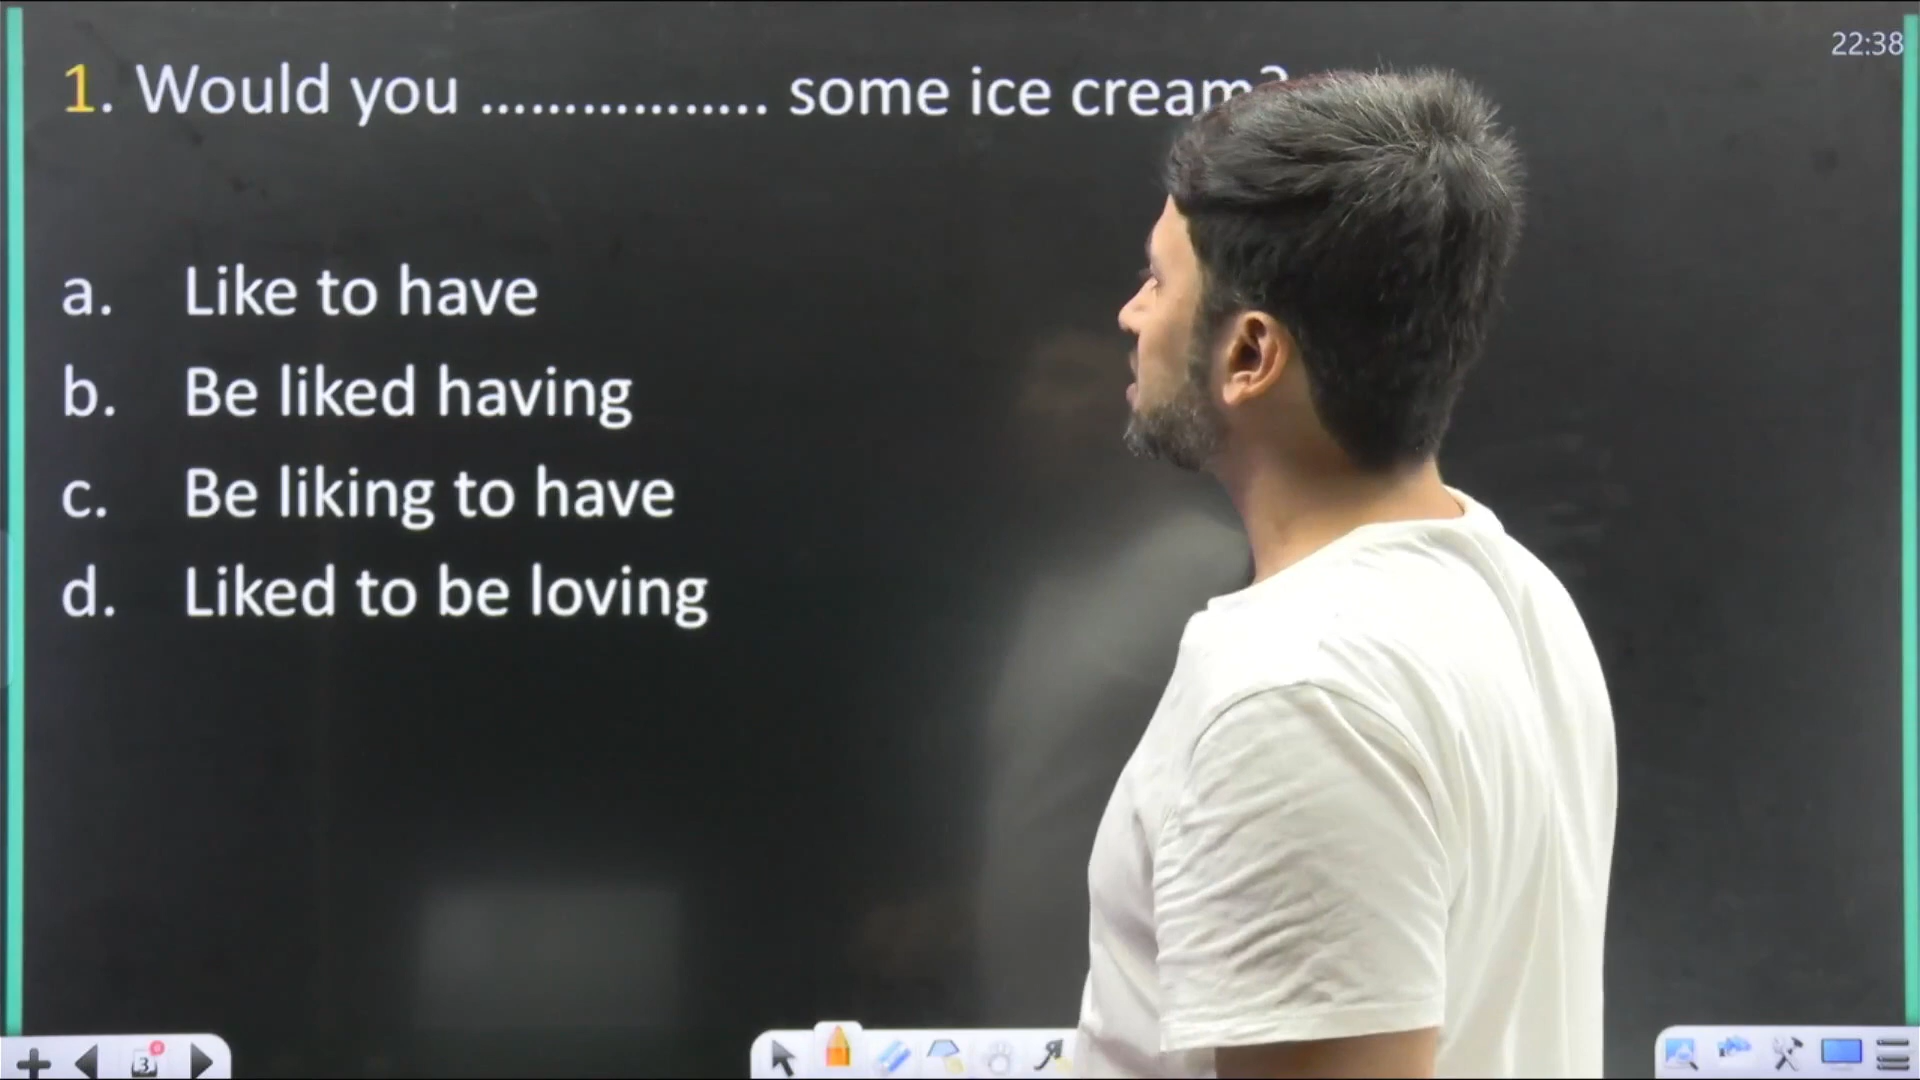 22:38
1. Would you ................. some ice cream?
a. Like to have
b. Be liked having
c. Be liking to have
d. Liked to be loving
3